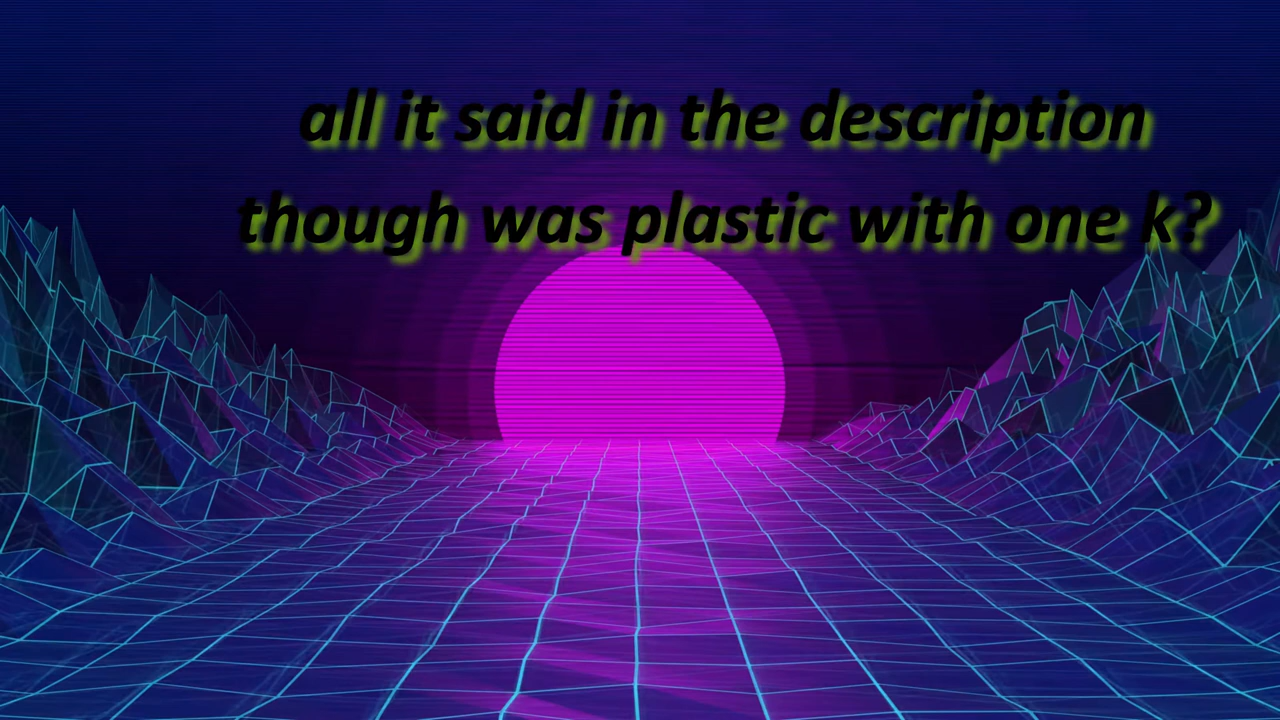 all it said in the description
though was plastic with one k?